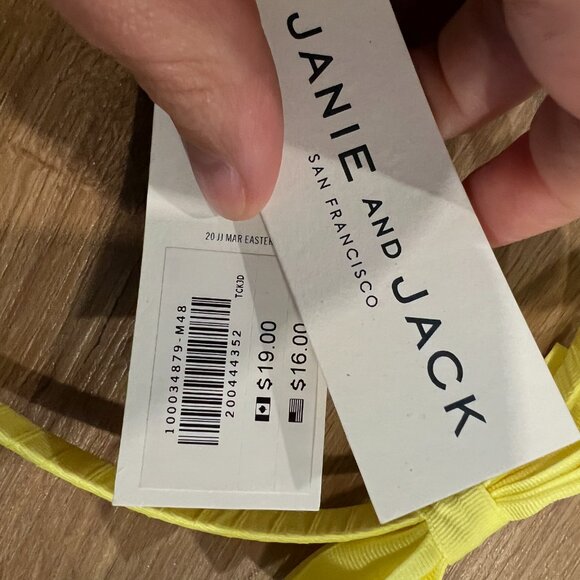 JANIE AND JACK
SAN FRANCISCO
20 JJ MAR EASTER
TCK3D
100034879-M48
200444352
$19.00
$16.00